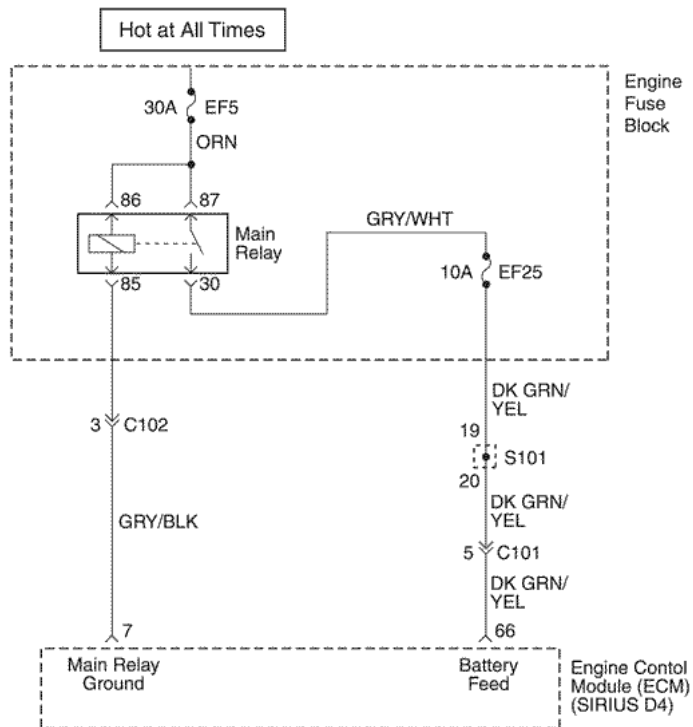 Hot at All Times
Engine
Fuse
Block
30A EF5
ORN
86 87
GRY/WHT
Main
Relay
10A EF25
85 30
DK GRN/
YEL
3 C102
19
S101
20
DK GRN/
YEL
GRY/BLK
5 C101
DK GRN/
YEL
7 66
Main Relay
Ground
Battery
Feed
Engine Contol
Module (ECM)
(SIRIUS D4)